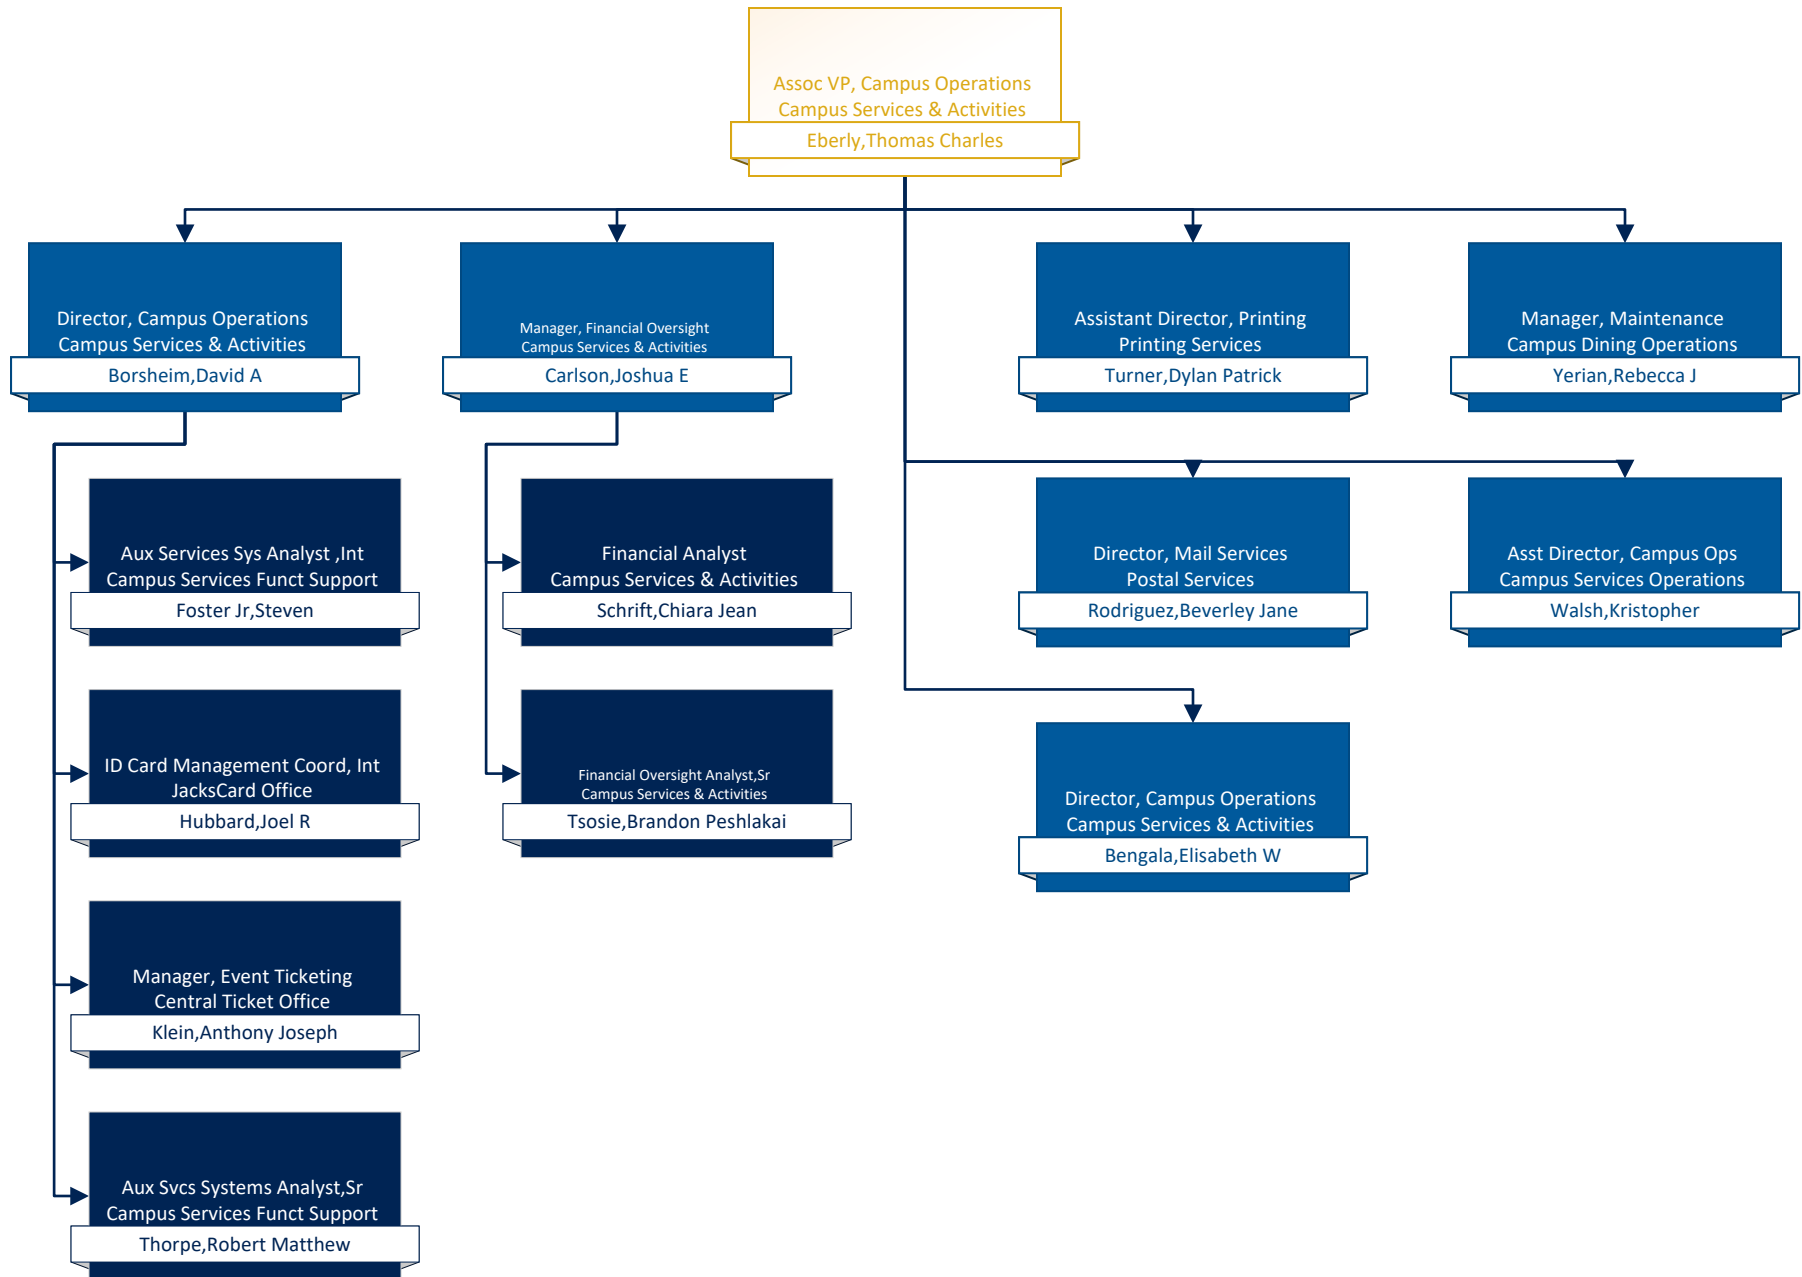 Assoc VP, Campus Operations
Campus Services & Activities
Eberly,Thomas Charles
Director, Campus Operations
Campus Services & Activities
Borsheim,David A
Manager, Financial Oversight
Campus Services & Activities
Carlson,Joshua E
Assistant Director, Printing
Printing Services
Turner,Dylan Patrick
Manager, Maintenance
Campus Dining Operations
Yerian,Rebecca J
Aux Services Sys Analyst ,Int
Campus Services Funct Support
Foster Jr,Steven
Financial Analyst
Campus Services & Activities
Schrift,Chiara Jean
Director, Mail Services
Postal Services
Rodriguez,Beverley Jane
Asst Director, Campus Ops
Campus Services Operations
Walsh,Kristopher
ID Card Management Coord, Int
JacksCard Office
Hubbard,Joel R
Financial Oversight Analyst,Sr
Campus Services & Activities
Tsosie,Brandon Peshlakai
Director, Campus Operations
Campus Services & Activities
Bengala,Elisabeth W
Manager, Event Ticketing
Central Ticket Office
Klein,Anthony Joseph
Aux Svcs Systems Analyst,Sr
Campus Services Funct Support
Thorpe,Robert Matthew